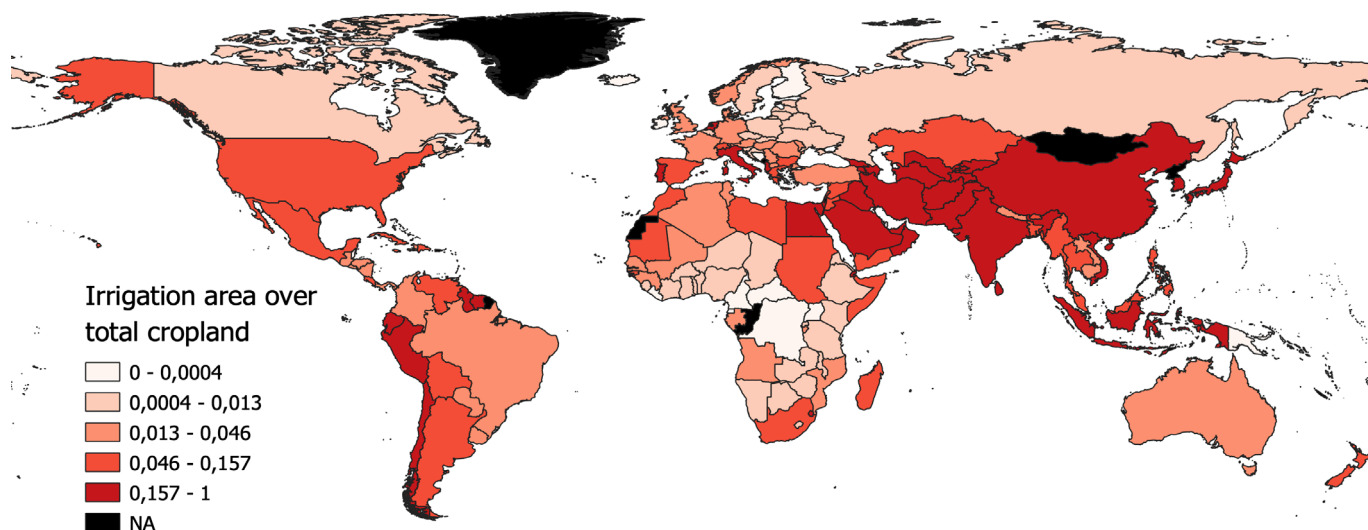 Irrigation area over
total cropland
0 - 0,0004
0,0004 - 0,013
0,013 - 0,046
0,046 - 0,157
0,157 - 1
NA